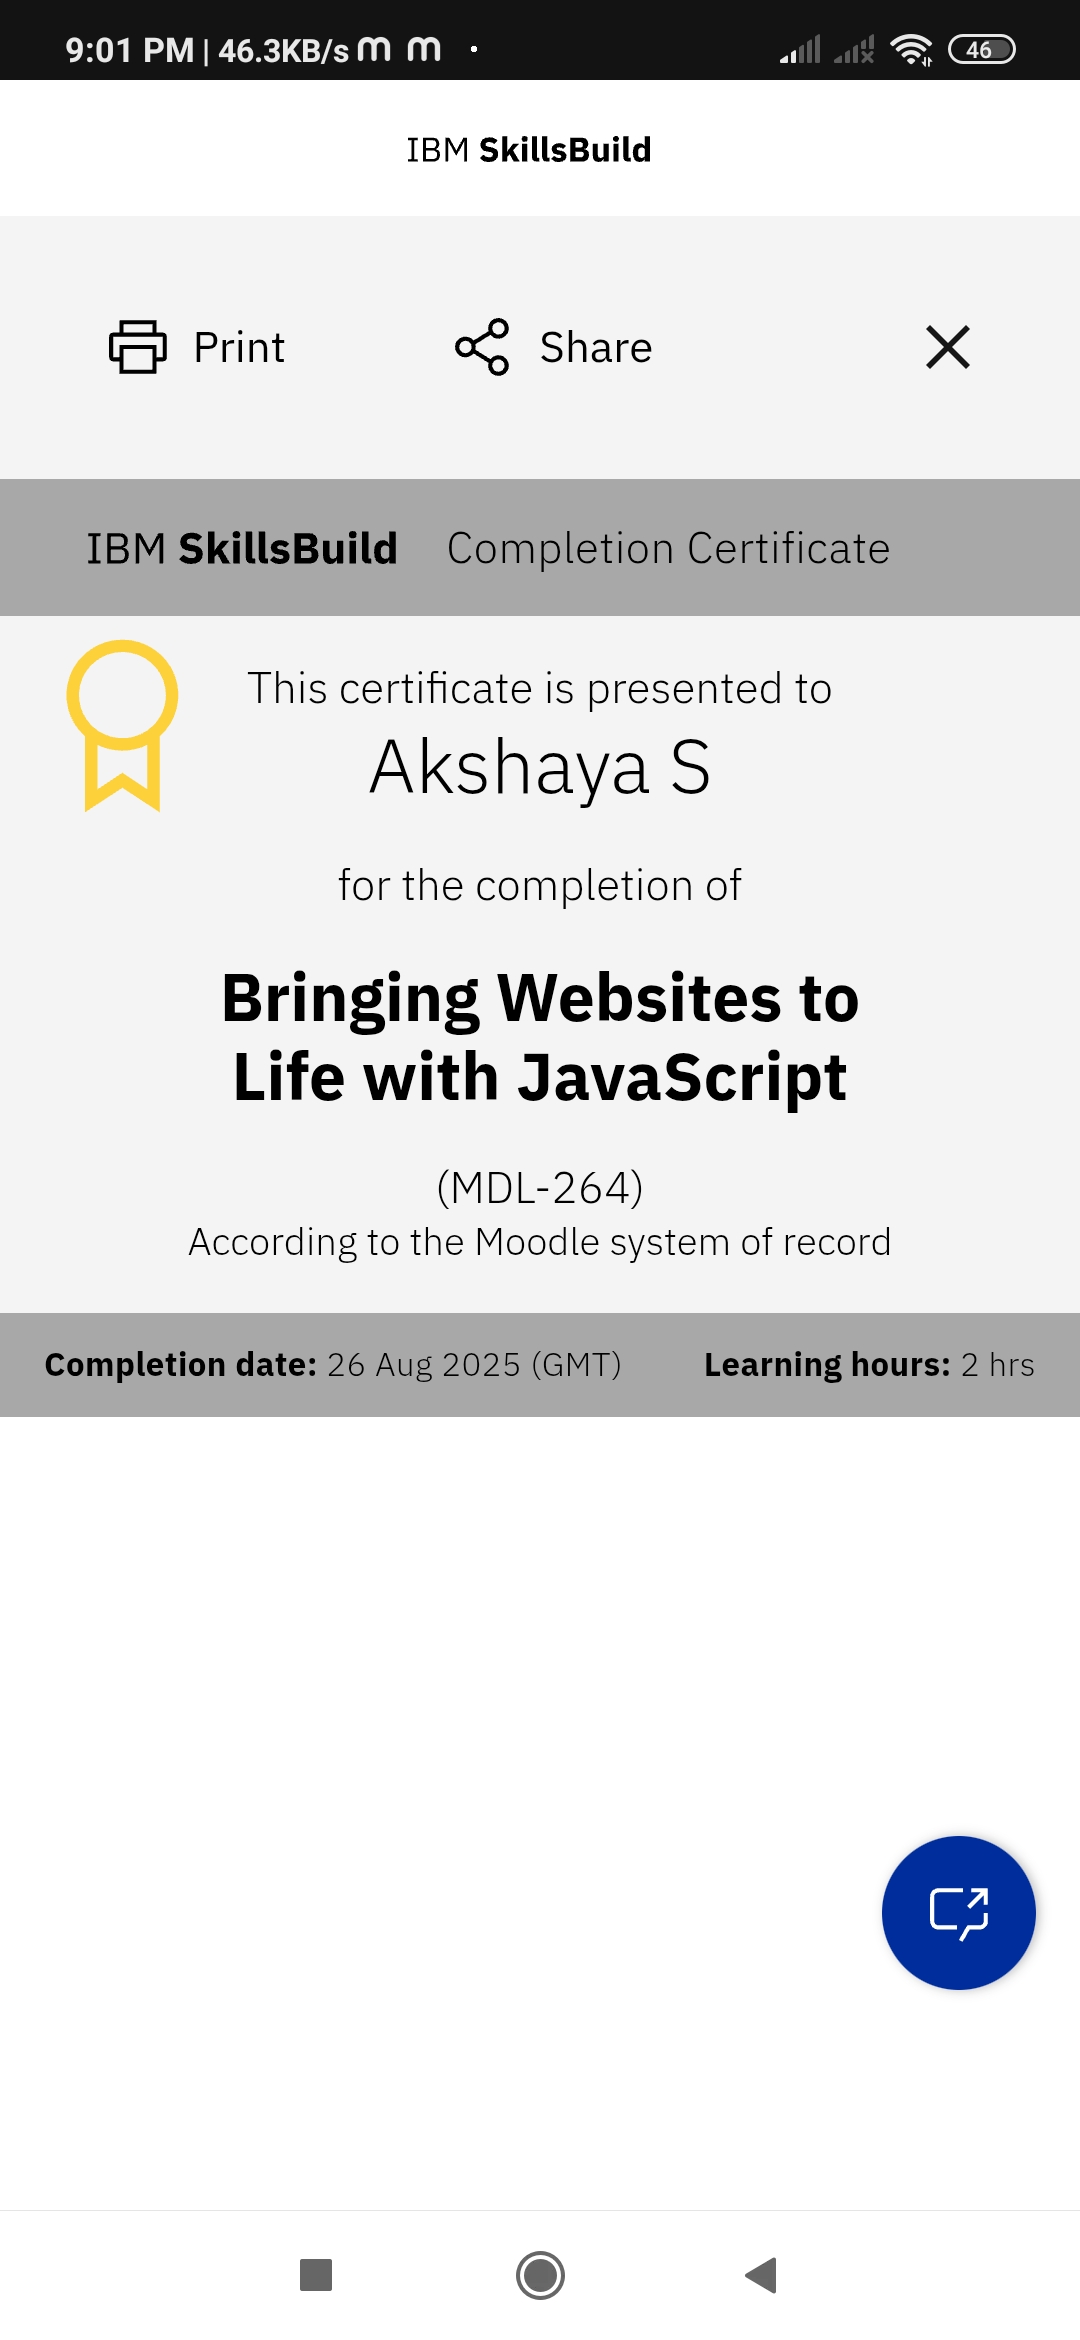 9:01 PM | 46.3KB/s m m
46
IBM SkillsBuild
Print
Share
IBM SkillsBuild Completion Certificate
This certificate is presented to
Akshaya S
for the completion of
Bringing Websites to
Life with JavaScript
(MDL-264)
According to the Moodle system of record
Completion date: 26 Aug 2025 (GMT) Learning hours: 2 hrs